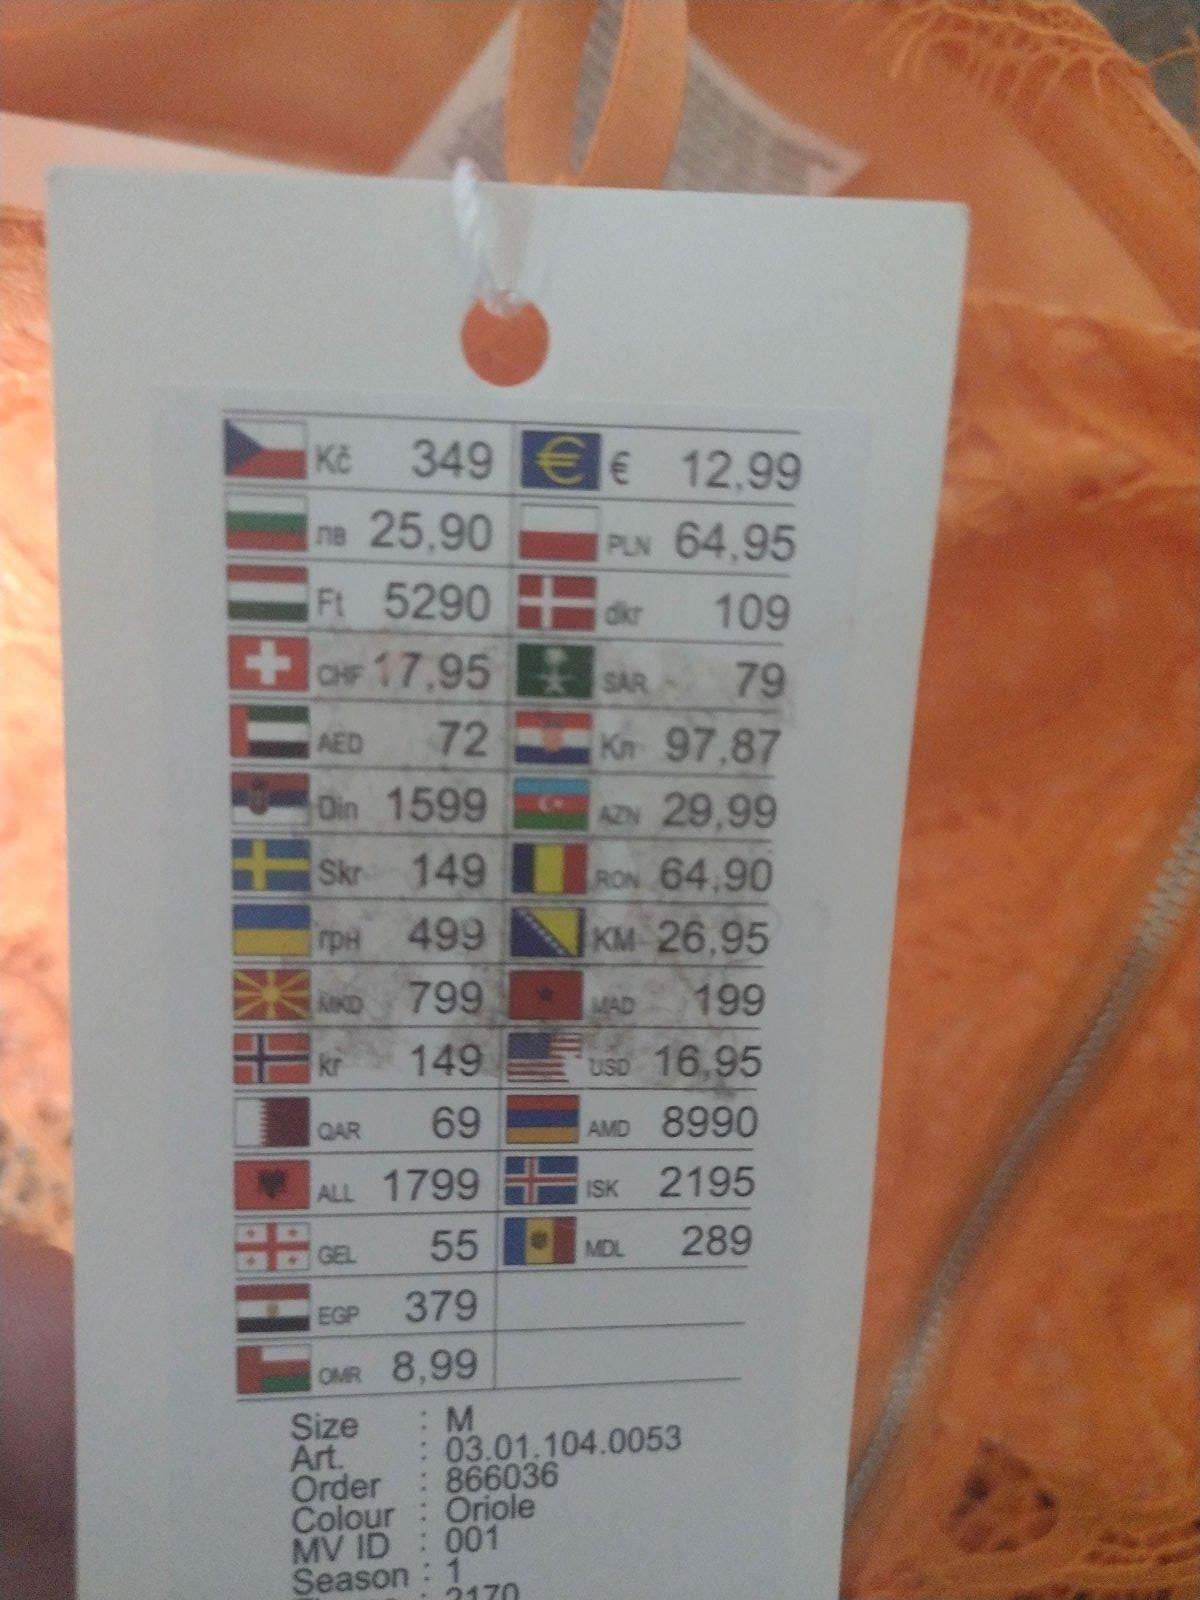 Kč 349 € 12,99
лв 25,90 PLN 64,95
Ft 5290 dkr 109
CHF 17,95 SAR 79
AED 72 Кл 97,87
Din 1599 AZN 29,99
Skr 149 RON 64,90
грн 499 KM 26,95
MKD 799 MAD 199
kr 149 USD 16,95
QAR 69 AMD 8990
ALL 1799 ISK 2195
GEL 55 MDL 289
EGP 379
OMR 8,99
Size : M
Art. : 03.01.104.0053
Order : 866036
Colour : Oriole
MV ID : 001
Season : 1
: 2170